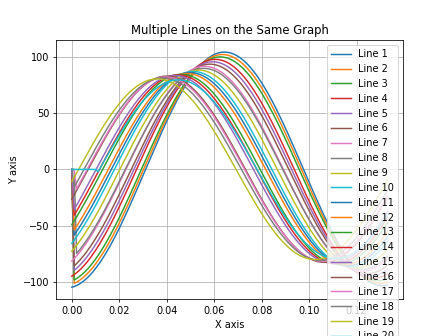 Multiple Lines on the Same Graph
Y axis
100
50
0
−50
−100
0.00
0.02
0.04
0.06
0.08
0.10
X axis
Line 1
Line 2
Line 3
Line 4
Line 5
Line 6
Line 7
Line 8
Line 9
Line 10
Line 12
Line 13
Line 14
Line 15
Line 16
Line 17
Line 18
Line 19
Line 20